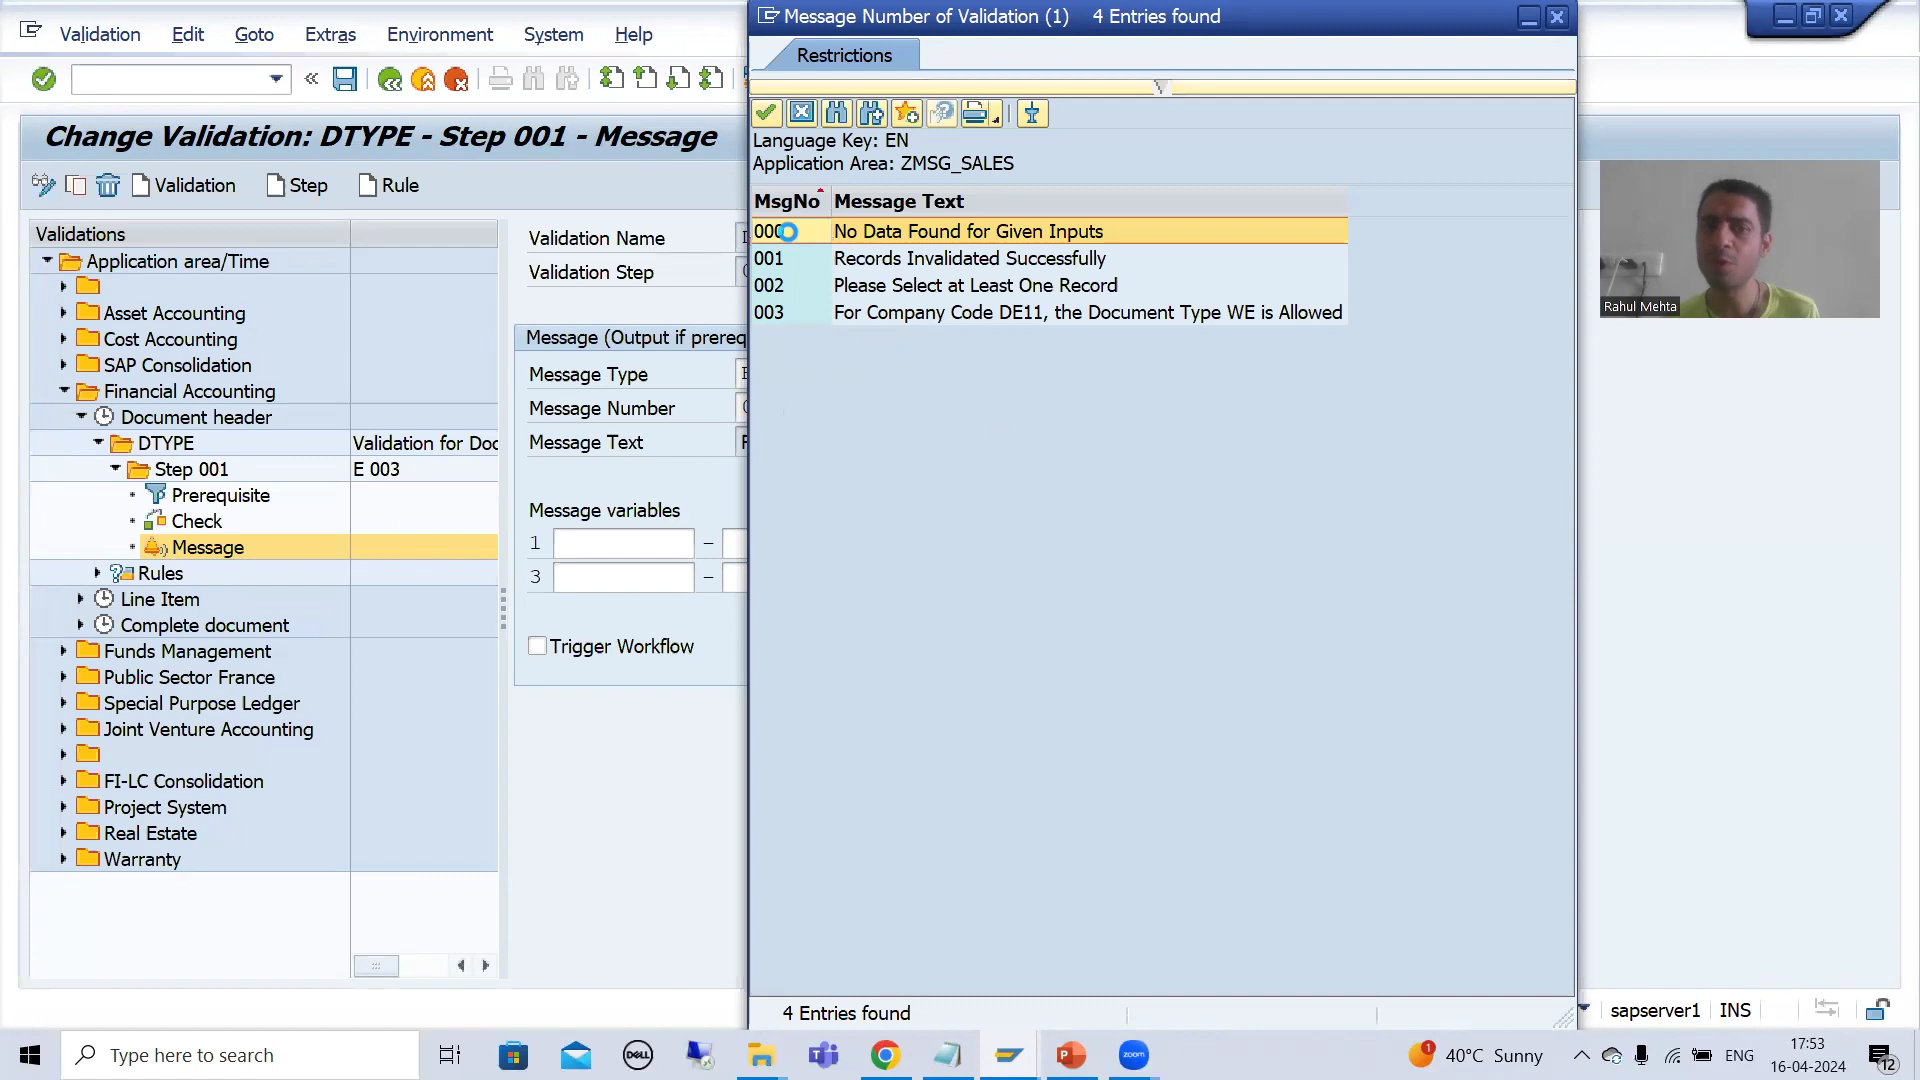 Validation Edit Goto Extras Environment System Help
Change Validation: DTYPE - Step 001 - Message
Validation Step Rule
Validations
Application area/Time
Asset Accounting
Cost Accounting
SAP Consolidation
Financial Accounting
Document header
DTYPE Validation for Doc
Step 001 E 003
Prerequisite
Check
Message
Rules
Line Item
Complete document
Funds Management
Public Sector France
Special Purpose Ledger
Joint Venture Accounting
FI-LC Consolidation
Project System
Real Estate
Warranty
Validation Name
Validation Step
Message (Output if prereq
Message Type
Message Number
Message Text
Message variables
1 –
3 –
Trigger Workflow
Message Number of Validation (1) 4 Entries found
Restrictions
Language Key: EN
Application Area: ZMSG_SALES
MsgNo Message Text
000 No Data Found for Given Inputs
001 Records Invalidated Successfully
002 Please Select at Least One Record
003 For Company Code DE11, the Document Type WE is Allowed
4 Entries found
Rahul Mehta
sapserver1 INS
Type here to search
DELL
zoom
1
40°C Sunny
ENG
17:53
16-04-2024
12